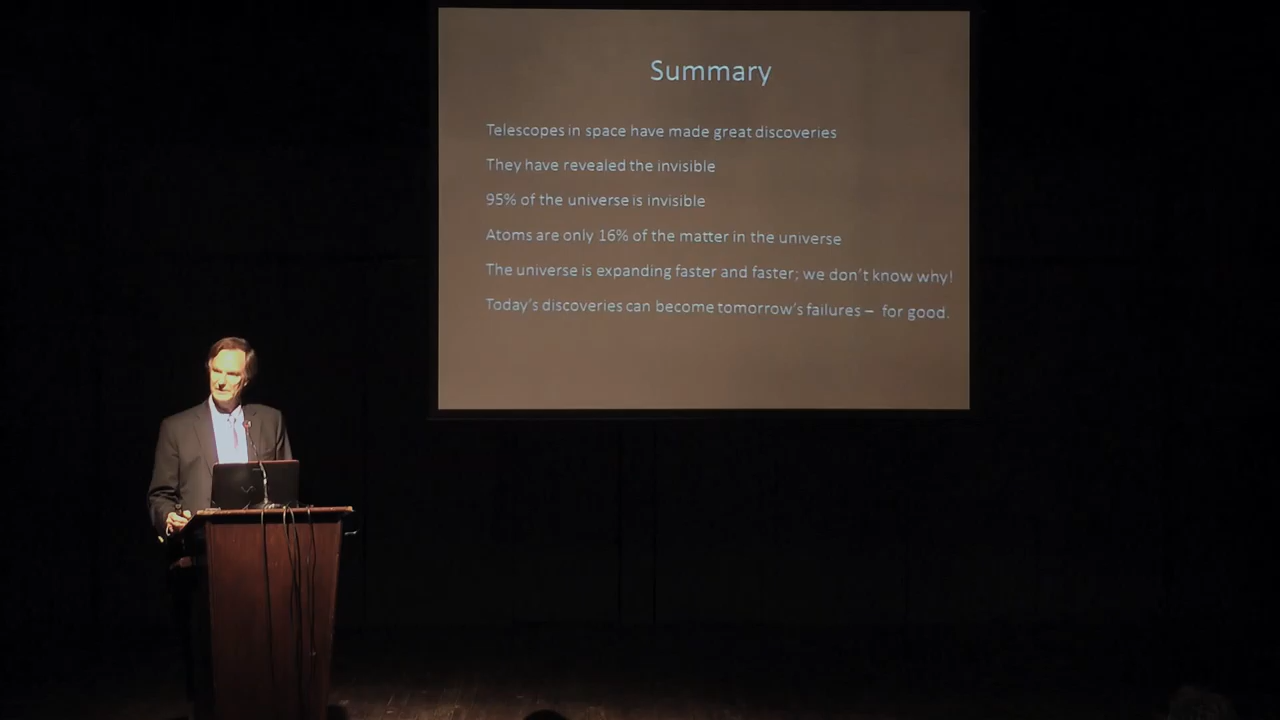 Summary
Telescopes in space have made great discoveries
They have revealed the invisible
95% of the universe is invisible
Atoms are only 16% of the matter in the universe
The universe is expanding faster and faster; we don't know why!
Today's discoveries can become tomorrow's failures – for good.